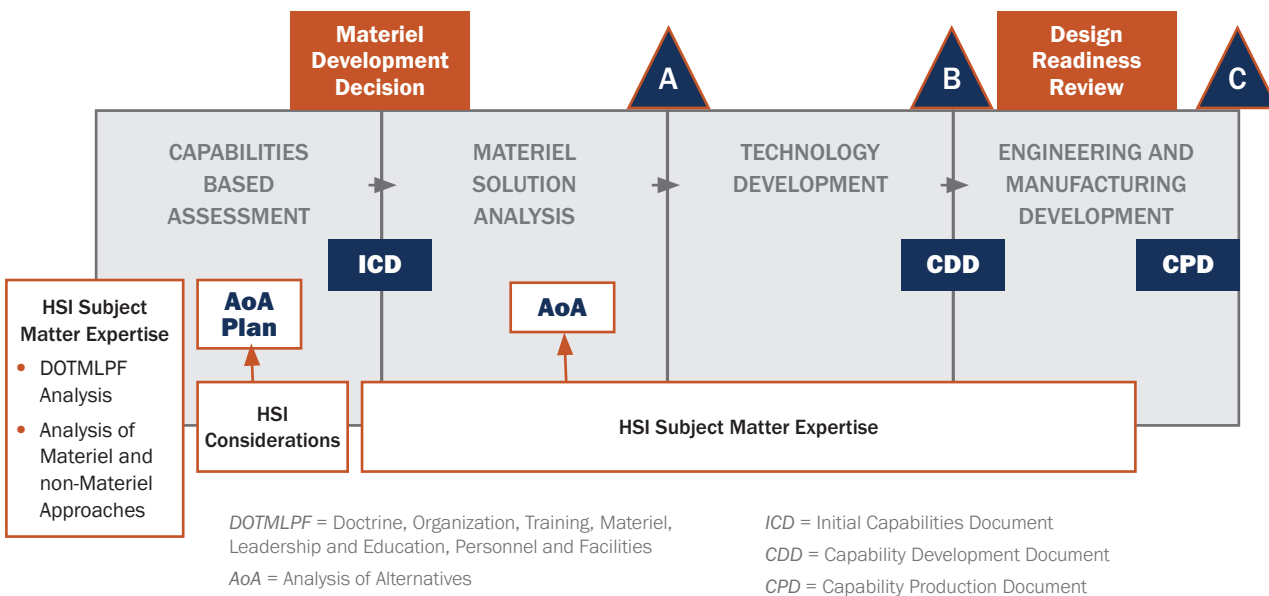 Materiel
Development
Decision
A
B
Design
Readiness
Review
C
CAPABILITIES
BASED
ASSESSMENT
MATERIEL
SOLUTION
ANALYSIS
TECHNOLOGY
DEVELOPMENT
ENGINEERING AND
MANUFACTURING
DEVELOPMENT
ICD
CDD
CPD
HSI Subject
Matter Expertise
• DOTMLPF
Analysis
• Analysis of
Materiel and
non-Materiel
Approaches
AoA
Plan
AoA
HSI
Considerations
HSI Subject Matter Expertise
DOTMLPF = Doctrine, Organization, Training, Materiel,
Leadership and Education, Personnel and Facilities
AoA = Analysis of Alternatives
ICD = Initial Capabilities Document
CDD = Capability Development Document
CPD = Capability Production Document